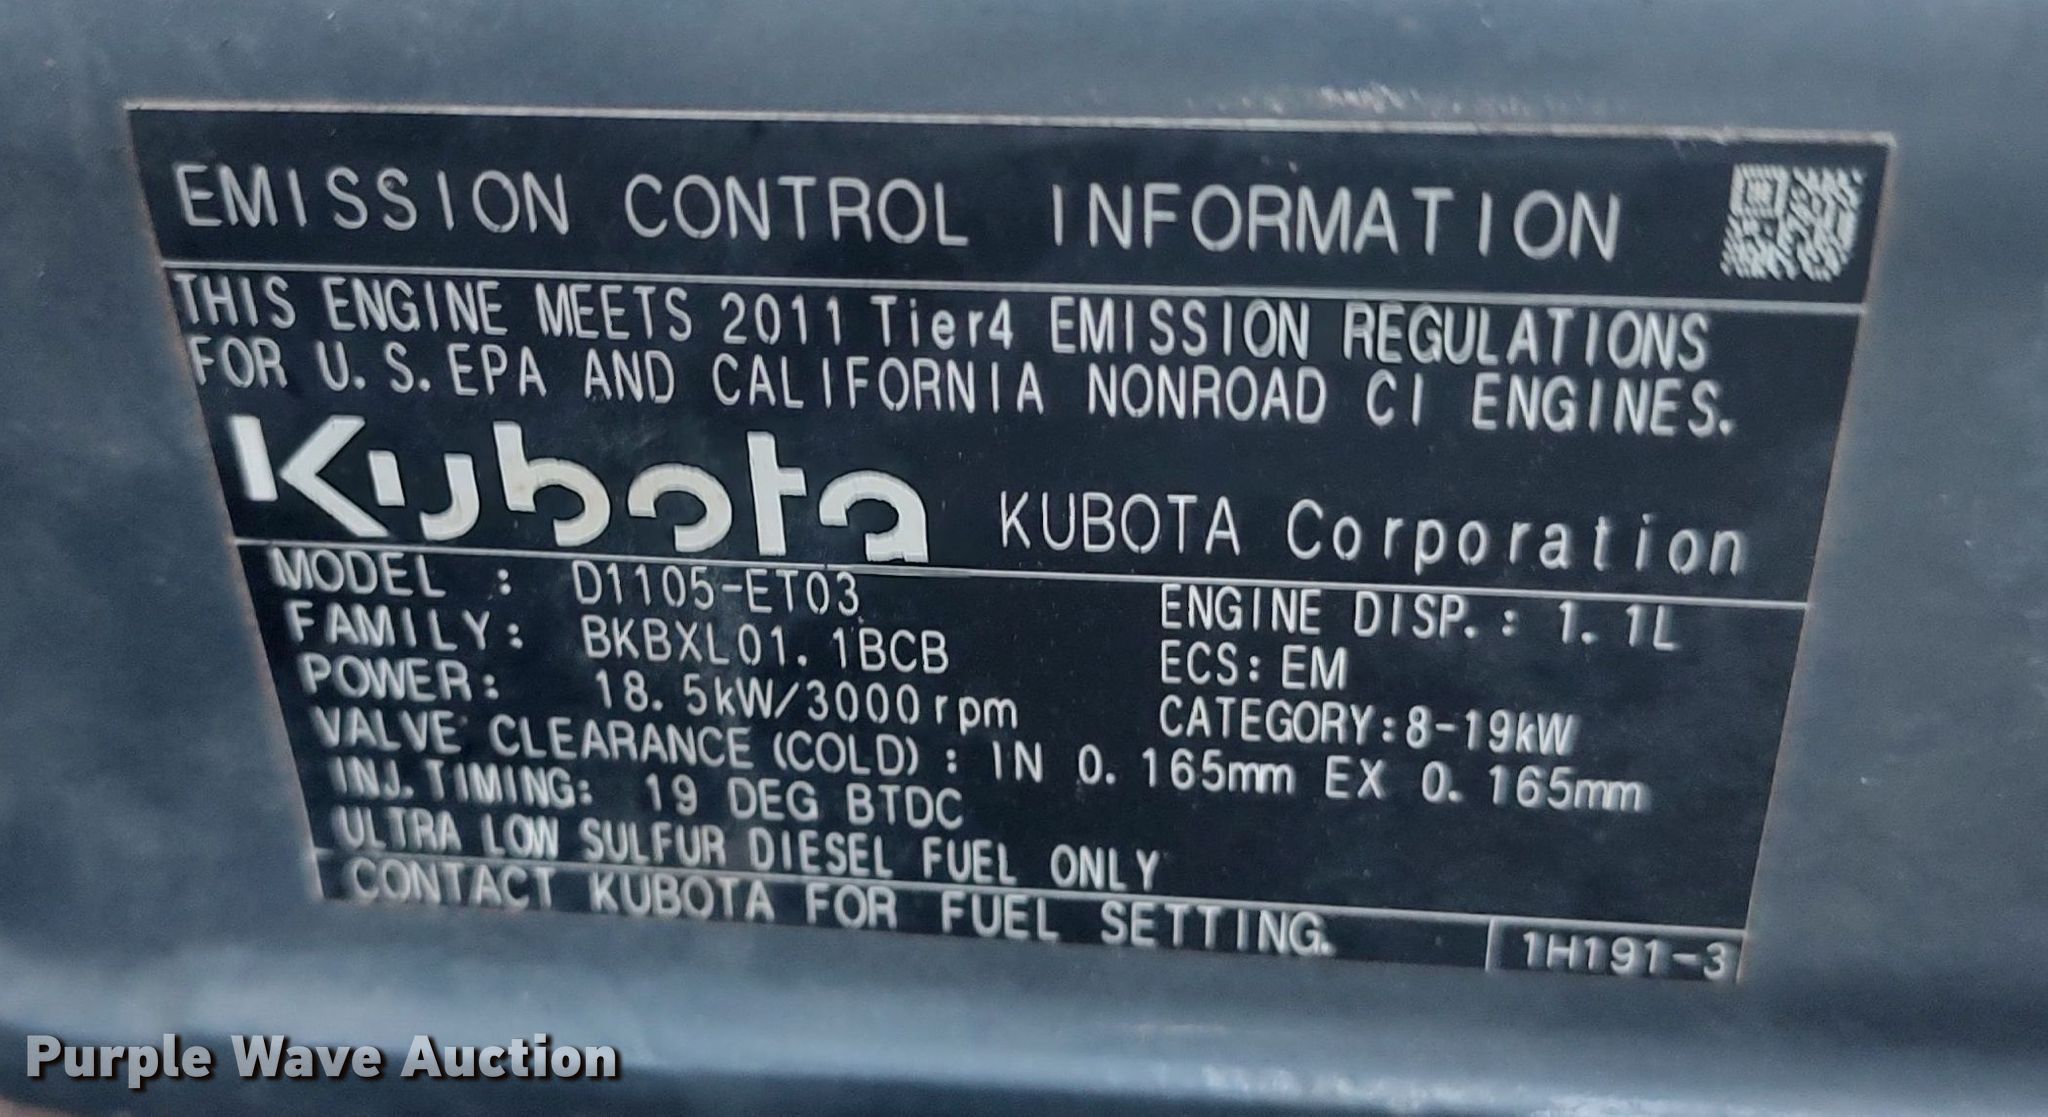 EMISSION CONTROL INFORMATION
THIS ENGINE MEETS 2011 Tier4 EMISSION REGULATIONS
FOR U.S.EPA AND CALIFORNIA NONROAD CI ENGINES.
Kubota KUBOTA Corporation
MODEL : D1105-ET03 ENGINE DISP.: 1.1L
FAMILY: BKBXL01.1BCB ECS: EM
POWER: 18.5kW/3000rpm CATEGORY:8-19kW
VALVE CLEARANCE (COLD) : IN 0.165mm EX 0.165mm
INJ.TIMING: 19 DEG BTDC
ULTRA LOW SULFUR DIESEL FUEL ONLY
CONTACT KUBOTA FOR FUEL SETTING. 1H191-3
Purple Wave Auction